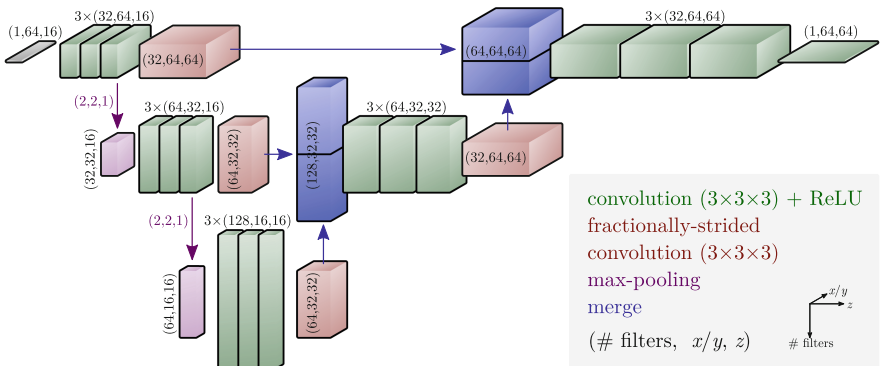 (1,64,16)
3×(32,64,16)
(32,64,64)
(64,64,64)
3×(32,64,64)
(1,64,64)
(2,2,1)
(32,32,16)
3×(64,32,16)
(64,32,32)
(128,32,32)
3×(64,32,32)
(32,64,64)
(2,2,1)
(64,16,16)
3×(128,16,16)
(64,32,32)
convolution (3×3×3) + ReLU
fractionally-strided
convolution (3×3×3)
max-pooling
merge
(# filters, x/y, z)
x/y
z
# filters